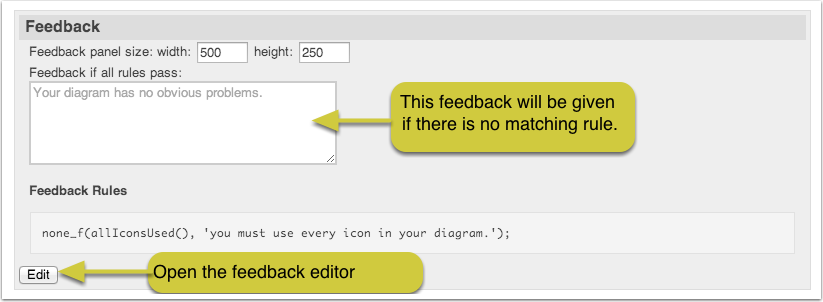 Feedback
Feedback panel size: width: 500 height: 250
Feedback if all rules pass:
Your diagram has no obvious problems.
This feedback will be given
if there is no matching rule.
Feedback Rules
none_f(allIconsUsed(), 'you must use every icon in your diagram.');
Edit
Open the feedback editor